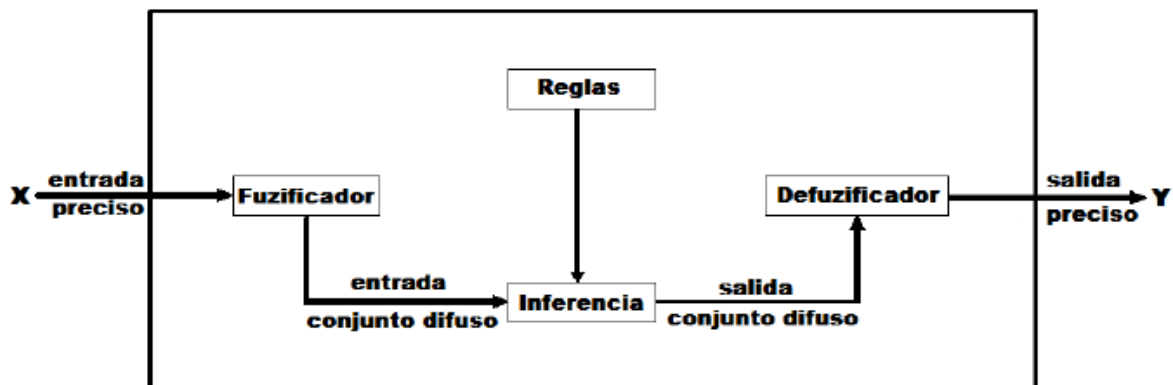 Reglas
X
entrada
preciso
Fuzificador
entrada
conjunto difuso
Inferencia
salida
conjunto difuso
Defuzificador
salida
preciso
Y